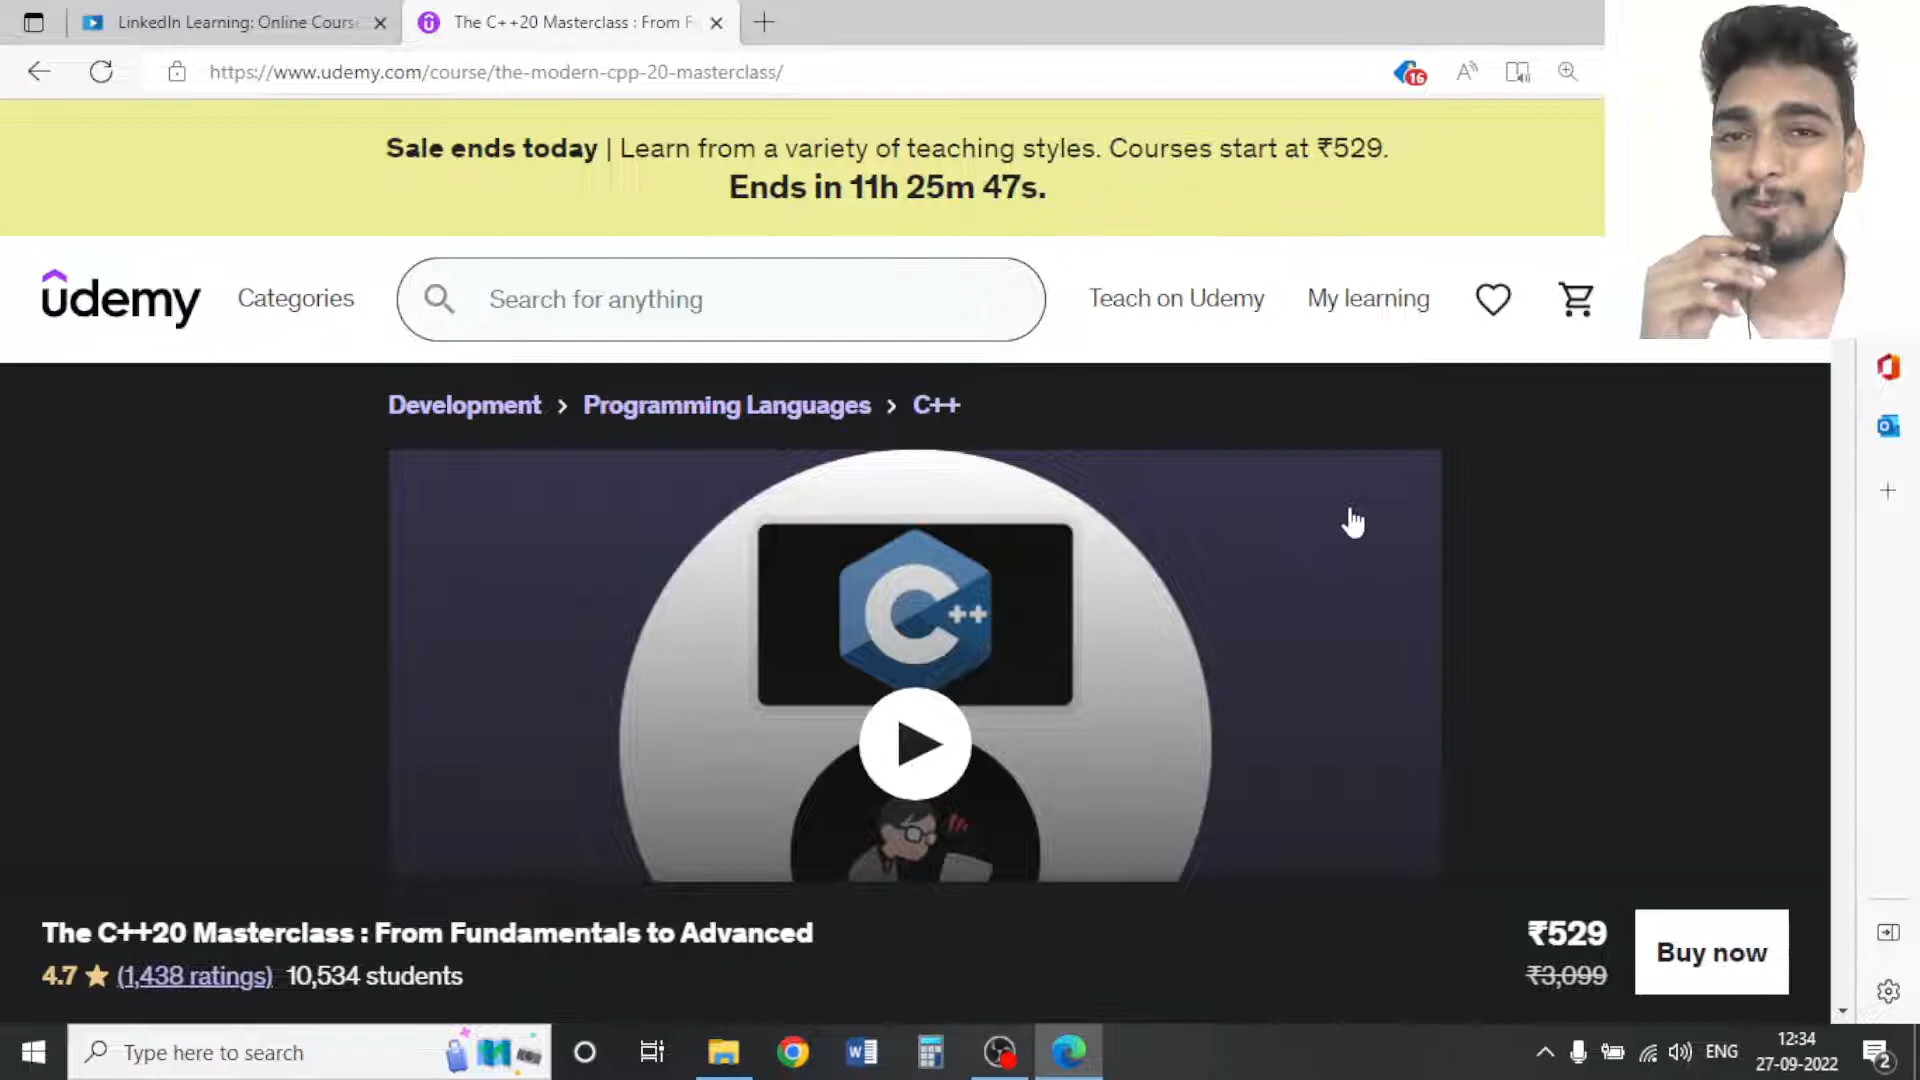 LinkedIn Learning: Online Cours
The C++20 Masterclass : From F
https://www.udemy.com/course/the-modern-cpp-20-masterclass/
16
Sale ends today | Learn from a variety of teaching styles. Courses start at ₹529.
Ends in 11h 25m 47s.
udemy
Categories
Search for anything
Teach on Udemy
My learning
Development > Programming Languages > C++
C++
The C++20 Masterclass : From Fundamentals to Advanced
4.7 ★ (1,438 ratings) 10,534 students
₹529
₹3,099
Buy now
Type here to search
ENG
12:34
27-09-2022
2